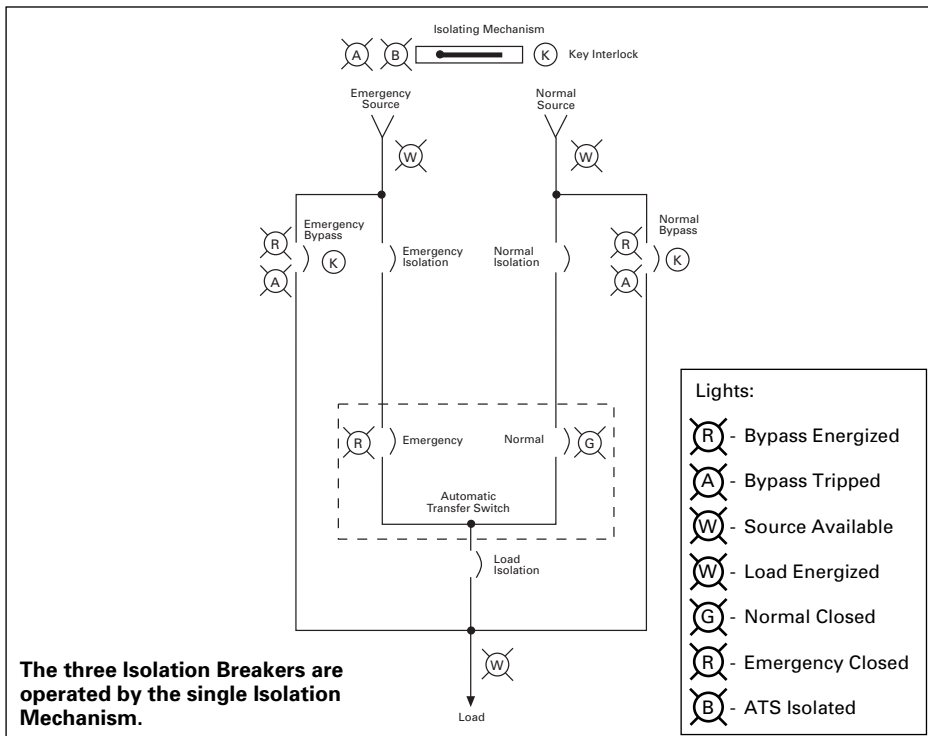 Isolating Mechanism
A
B
K
Key Interlock
Emergency
Source
Normal
Source
W
W
Emergency
Bypass
R
K
A
Emergency
Isolation
Normal
Isolation
Normal
Bypass
R
K
A
R
Emergency
Normal
G
Automatic
Transfer Switch
Load
Isolation
W
Load
The three Isolation Breakers are
operated by the single Isolation
Mechanism.
Lights:
R - Bypass Energized
A - Bypass Tripped
W - Source Available
W - Load Energized
G - Normal Closed
R - Emergency Closed
B - ATS Isolated